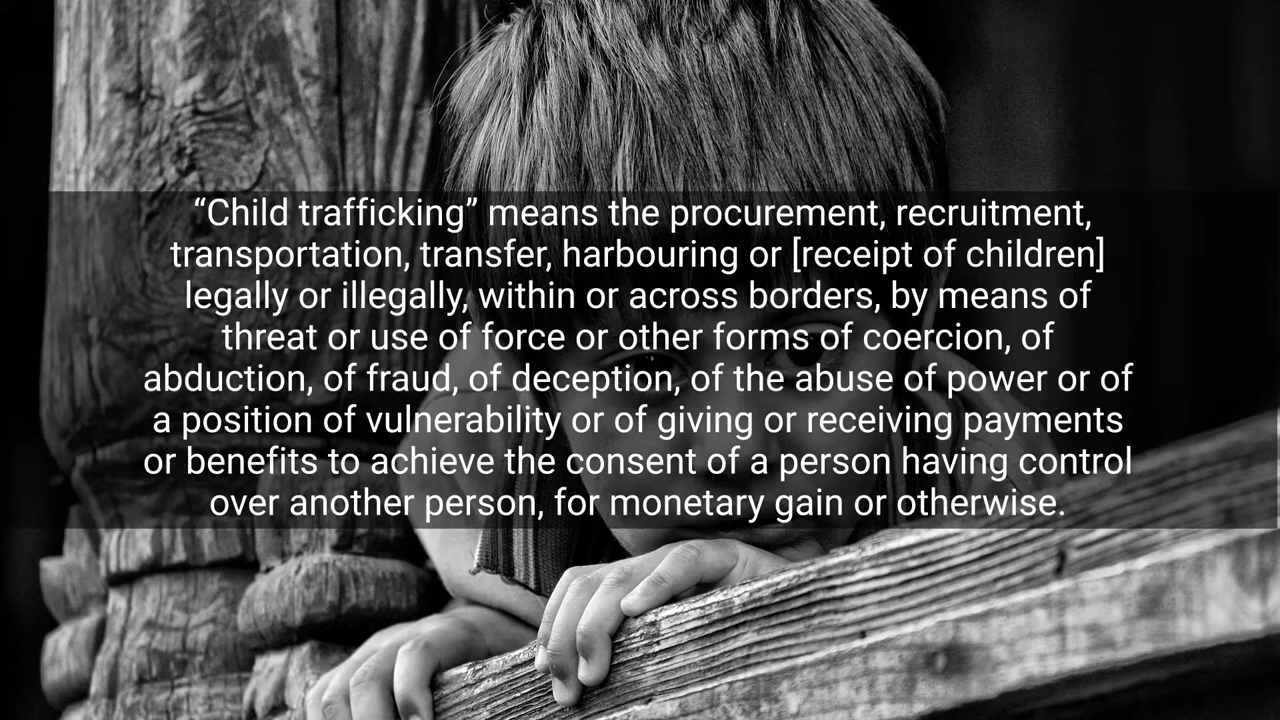 “Child trafficking” means the procurement, recruitment,
transportation, transfer, harbouring or [receipt of children]
legally or illegally, within or across borders, by means of
threat or use of force or other forms of coercion, of
abduction, of fraud, of deception, of the abuse of power or of
a position of vulnerability or of giving or receiving payments
or benefits to achieve the consent of a person having control
over another person, for monetary gain or otherwise.